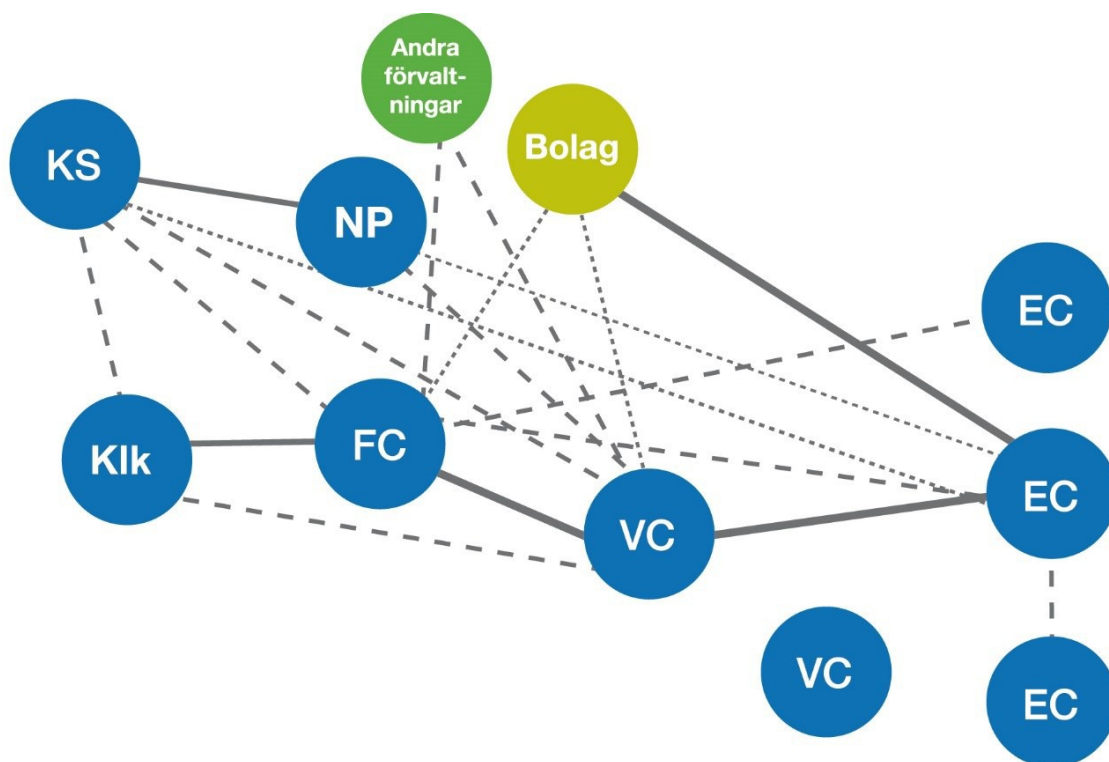 Andra
förvalt-
ningar
Bolag
KS
NP
EC
Klk
FC
EC
VC
VC
EC